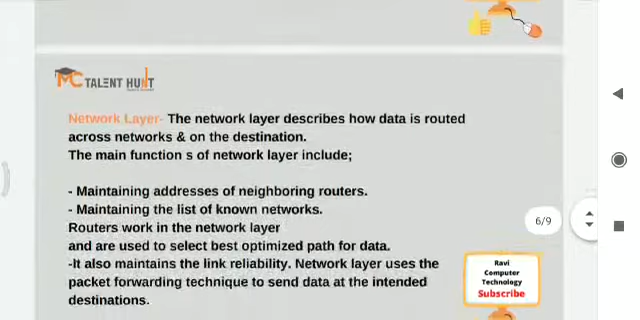 MC TALENT HUNT
Network Layer- The network layer describes how data is routed
across networks & on the destination.
The main function s of network layer include;
- Maintaining addresses of neighboring routers.
- Maintaining the list of known networks.
Routers work in the network layer
and are used to select best optimized path for data.
-It also maintains the link reliability. Network layer uses the
packet forwarding technique to send data at the intended
destinations.
6/9
Ravi
Computer
Technology
Subscribe